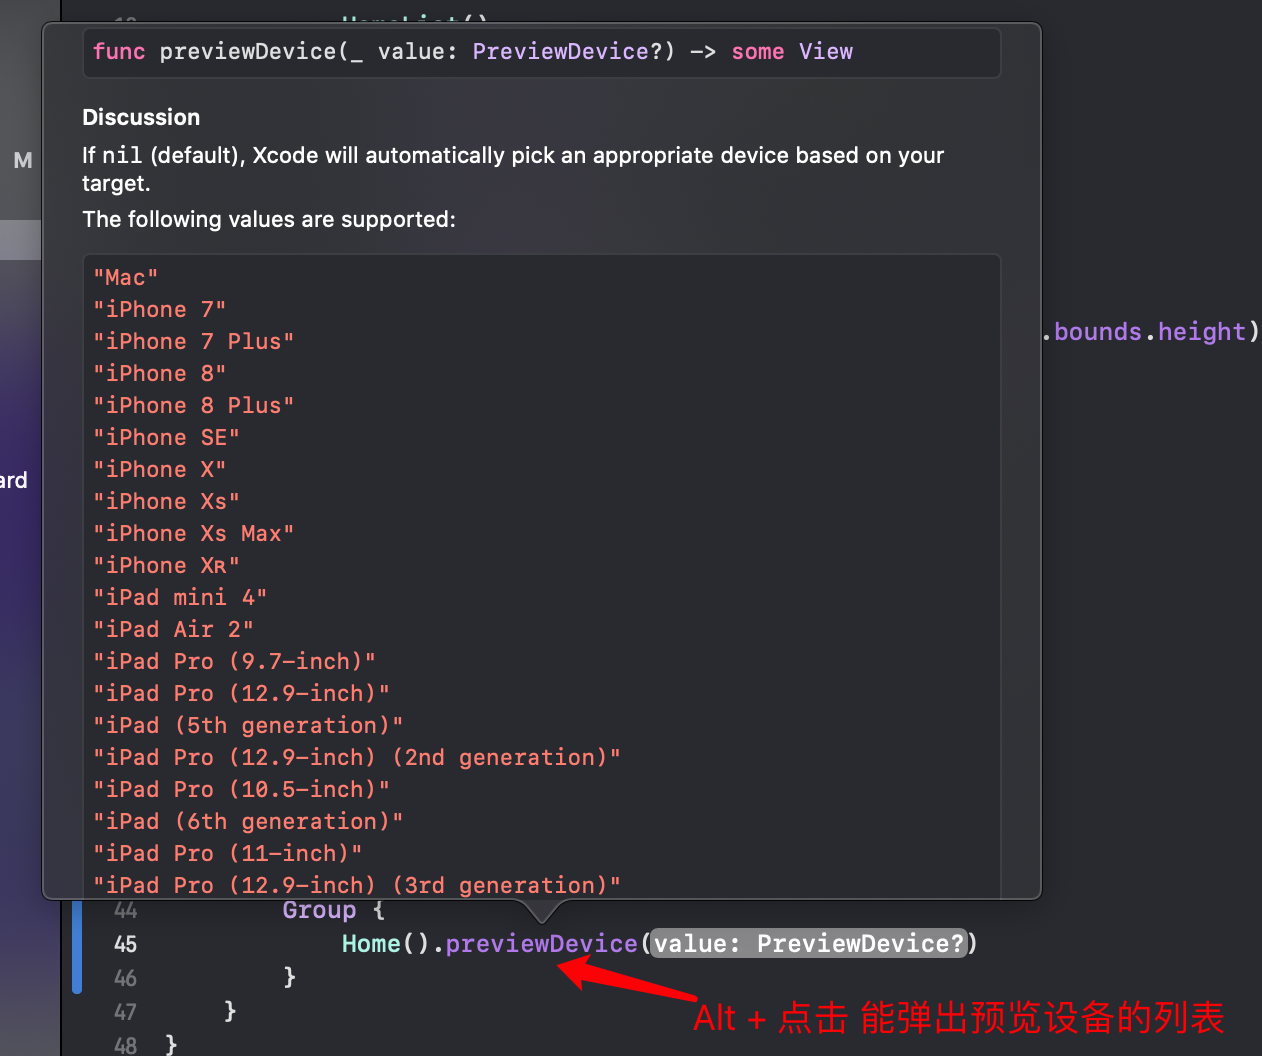 func previewDevice(_ value: PreviewDevice?) -> some View
Discussion
If nil (default), Xcode will automatically pick an appropriate device based on your
target.
M
The following values are supported:
"Mac"
"iPhone 7"
.bounds.height)
"iPhone 7 Plus"
"iPhone 8"
"iPhone 8 Plus"
"iPhone SE"
"iPhone X"
ard
"iPhone Xs"
"iPhone Xs Max"
"iPhone Xʀ"
"iPad mini 4"
"iPad Air 2"
"iPad Pro (9.7-inch)"
"iPad Pro (12.9-inch)"
"iPad (5th generation)"
"iPad Pro (12.9-inch) (2nd generation)"
"iPad Pro (10.5-inch)"
"iPad (6th generation)"
"iPad Pro (11-inch)"
"iPad Pro (12.9-inch) (3rd generation)"
44 Group {
45 Home().previewDevice(value: PreviewDevice?)
46 }
Alt + 点击 能弹出预览设备的列表
47 }
48 }